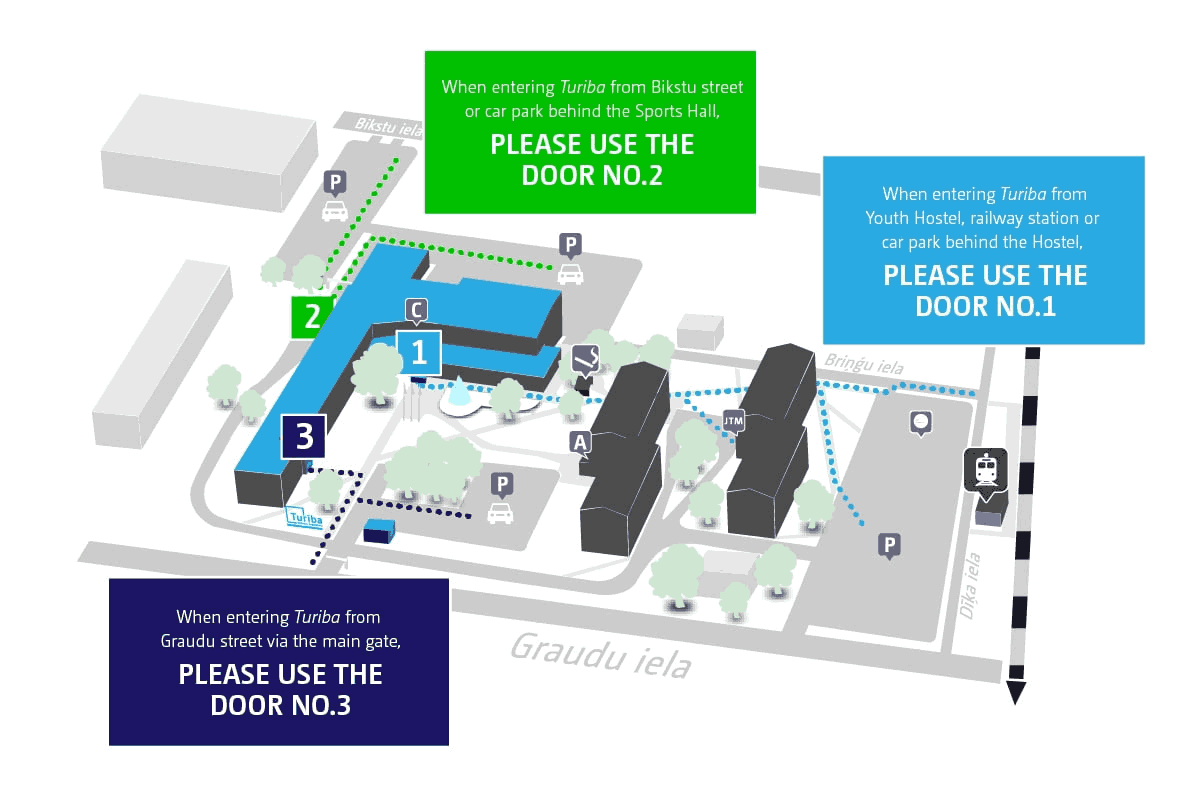 When entering Turiba from Bikstu street
or car park behind the Sports Hall,
PLEASE USE THE
DOOR NO.2
Bikstu iela
When entering Turiba from
Youth Hostel, railway station or
car park behind the Hostel,
PLEASE USE THE
DOOR NO.1
P
P
2
C
1
Briņģu iela
3
A
JTM
P
Turiba
P
Dīķa iela
When entering Turiba from
Graudu street via the main gate,
PLEASE USE THE
DOOR NO.3
Graudu iela